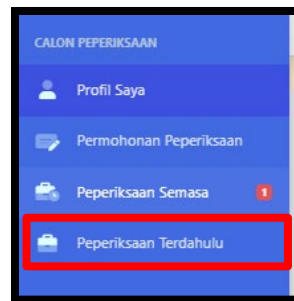 CALON PEPERIKSAAN
Profil Saya
Permohonan Peperiksaan
Peperiksaan Semasa 1
Peperiksaan Terdahulu